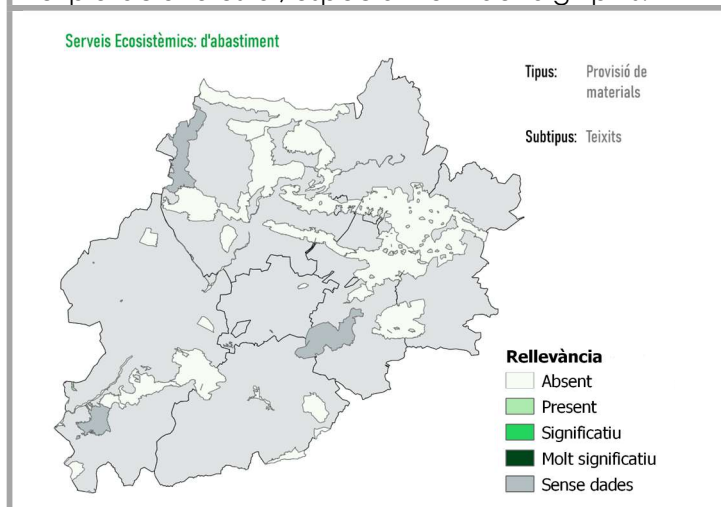 Serveis Ecosistèmics: d'abastiment
Tipus: Provisió de
materials
Subtipus: Teixits
Rellevància
Absent
Present
Significatiu
Molt significatiu
Sense dades